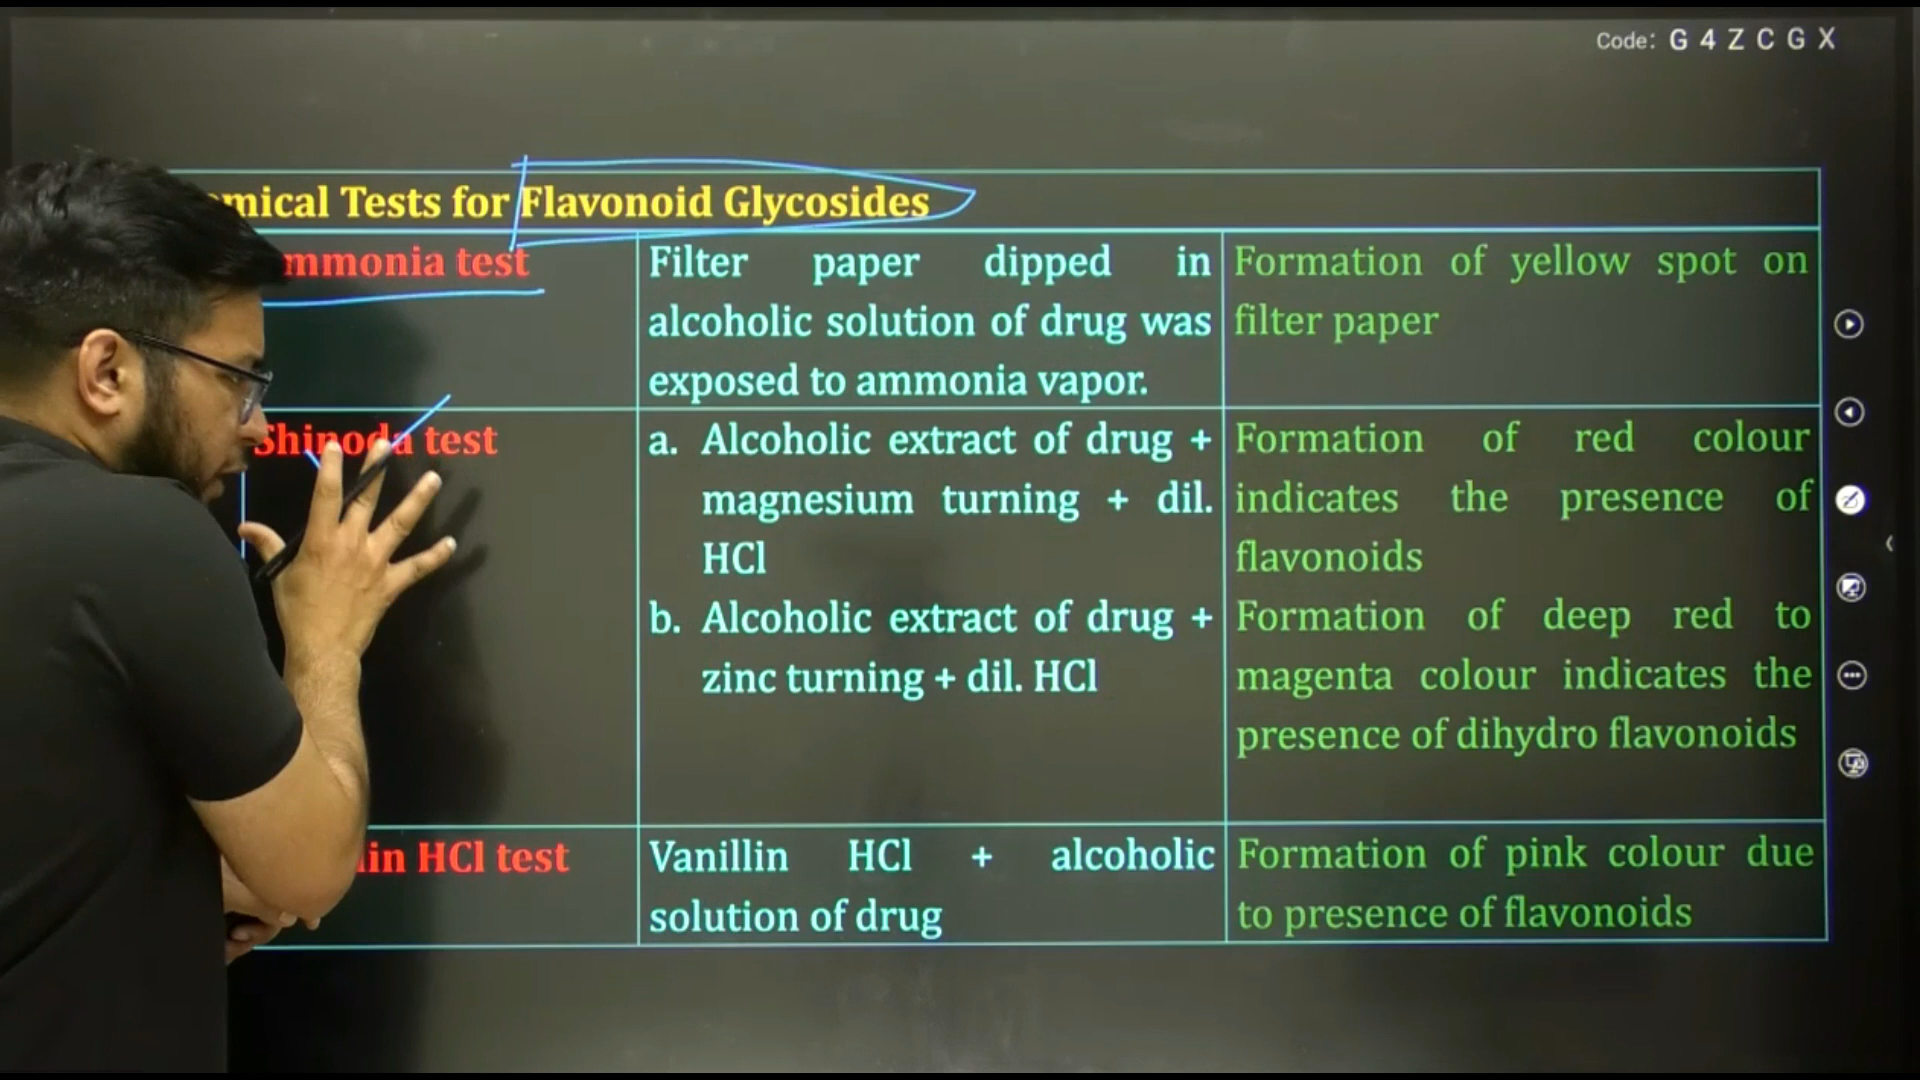 Code: G 4 Z C G X
Tests for Flavonoid Glycosides
test
Filter paper dipped in
alcoholic solution of drug was
exposed to ammonia vapor.
Formation of yellow spot on
filter paper
Shinoda test
a. Alcoholic extract of drug +
magnesium turning + dil.
HCl
b. Alcoholic extract of drug +
zinc turning + dil. HCl
Formation of red colour
indicates the presence of
flavonoids
Formation of deep red to
magenta colour indicates the
presence of dihydro flavonoids
HCl test
Vanillin HCl + alcoholic
solution of drug
Formation of pink colour due
to presence of flavonoids